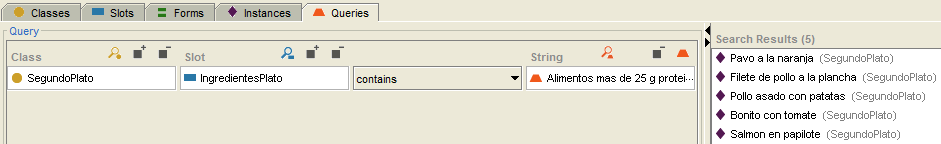 Classes Slots Forms Instances Queries
Query
Class Slot String
SegundoPlato IngredientesPlato contains Alimentos mas de 25 g protei...
Search Results (5)
Pavo a la naranja (SegundoPlato)
Filete de pollo a la plancha (SegundoPlato)
Pollo asado con patatas (SegundoPlato)
Bonito con tomate (SegundoPlato)
Salmon en papilote (SegundoPlato)